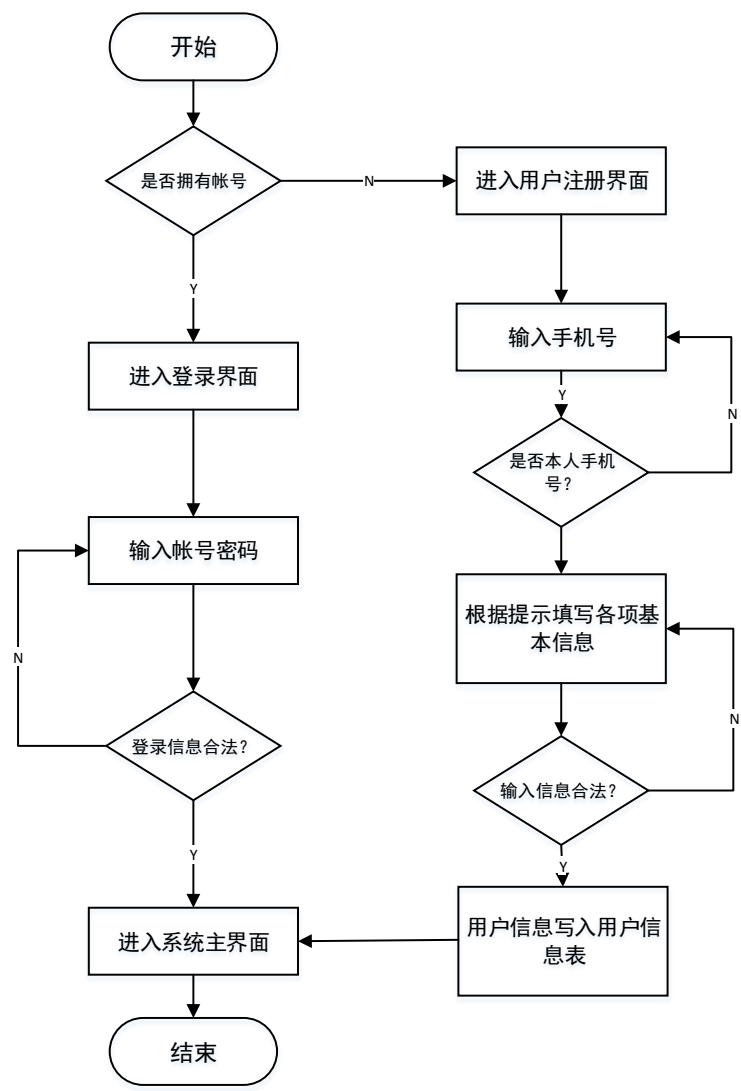 开始
是否拥有帐号
N
进入用户注册界面
Y
进入登录界面
输入手机号
Y
N
是否本人手机
号？
输入帐号密码
根据提示填写各项基
本信息
N
N
登录信息合法？
输入信息合法？
Y
Y
进入系统主界面
用户信息写入用户信
息表
结束